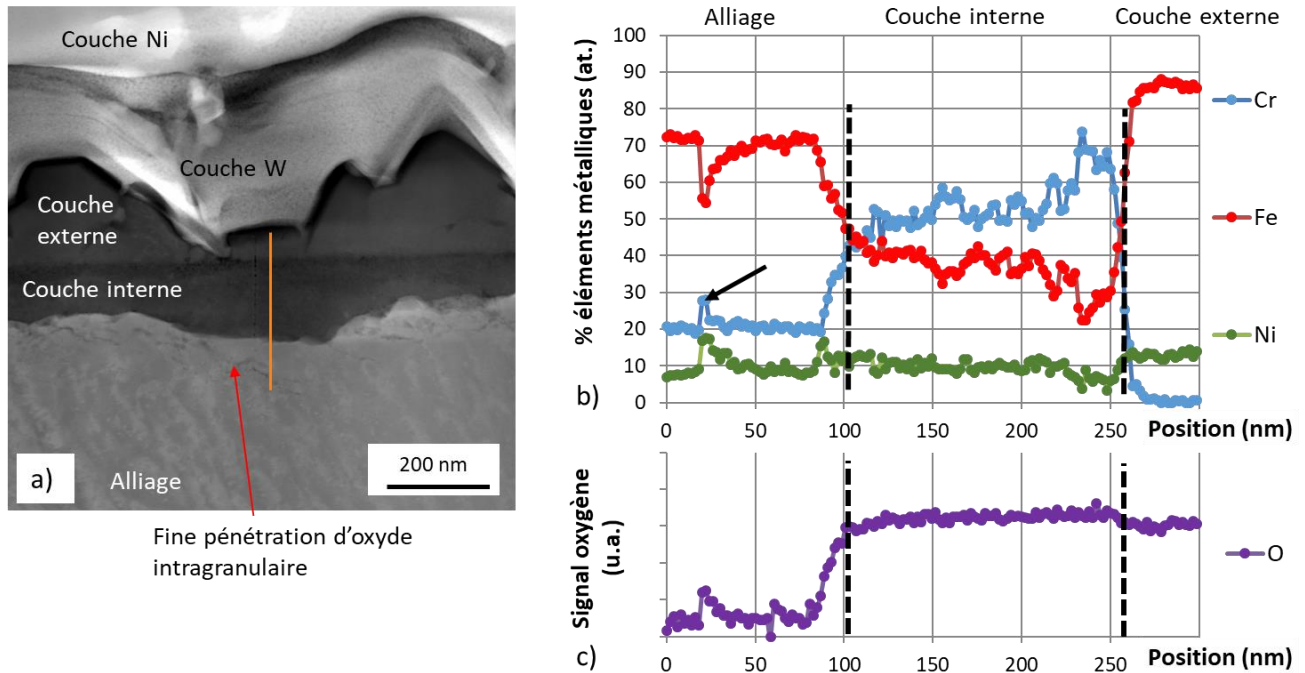 Couche Ni
Couche W
Couche
externe
Couche interne
Alliage
a)
200 nm
Fine pénétration d'oxyde
intragranulaire
Alliage Couche interne Couche externe
% éléments métalliques (at.)
100
90
80
70
60
50
40
30
20
10
0
0 50 100 150 200 250 Position (nm)
Cr
Fe
Ni
b)
Signal oxygène
(u.a.)
0 50 100 150 200 250 Position (nm)
O
c)